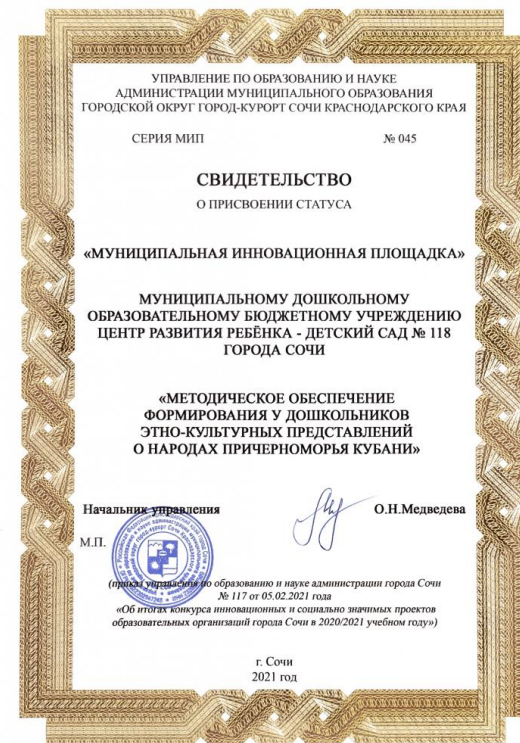 УПРАВЛЕНИЕ ПО ОБРАЗОВАНИЮ И НАУКЕ
АДМИНИСТРАЦИИ МУНИЦИПАЛЬНОГО ОБРАЗОВАНИЯ
ГОРОДСКОЙ ОКРУГ ГОРОД-КУРОРТ СОЧИ КРАСНОДАРСКОГО КРАЯ
СЕРИЯ МИП № 045
СВИДЕТЕЛЬСТВО
О ПРИСВОЕНИИ СТАТУСА
«МУНИЦИПАЛЬНАЯ ИННОВАЦИОННАЯ ПЛОЩАДКА»
МУНИЦИПАЛЬНОМУ ДОШКОЛЬНОМУ
ОБРАЗОВАТЕЛЬНОМУ БЮДЖЕТНОМУ УЧРЕЖДЕНИЮ
ЦЕНТР РАЗВИТИЯ РЕБЁНКА - ДЕТСКИЙ САД № 118
ГОРОДА СОЧИ
«МЕТОДИЧЕСКОЕ ОБЕСПЕЧЕНИЕ
ФОРМИРОВАНИЯ У ДОШКОЛЬНИКОВ
ЭТНО-КУЛЬТУРНЫХ ПРЕДСТАВЛЕНИЙ
О НАРОДАХ ПРИЧЕРНОМОРЬЯ КУБАНИ»
Начальник управления О.Н.Медведева
М.П.
(приказ управления по образованию и науке администрации города Сочи
№ 117 от 05.02.2021 года
«Об итогах конкурса инновационных и социально значимых проектов
образовательных организаций города Сочи в 2020/2021 учебном году»)
г. Сочи
2021 год